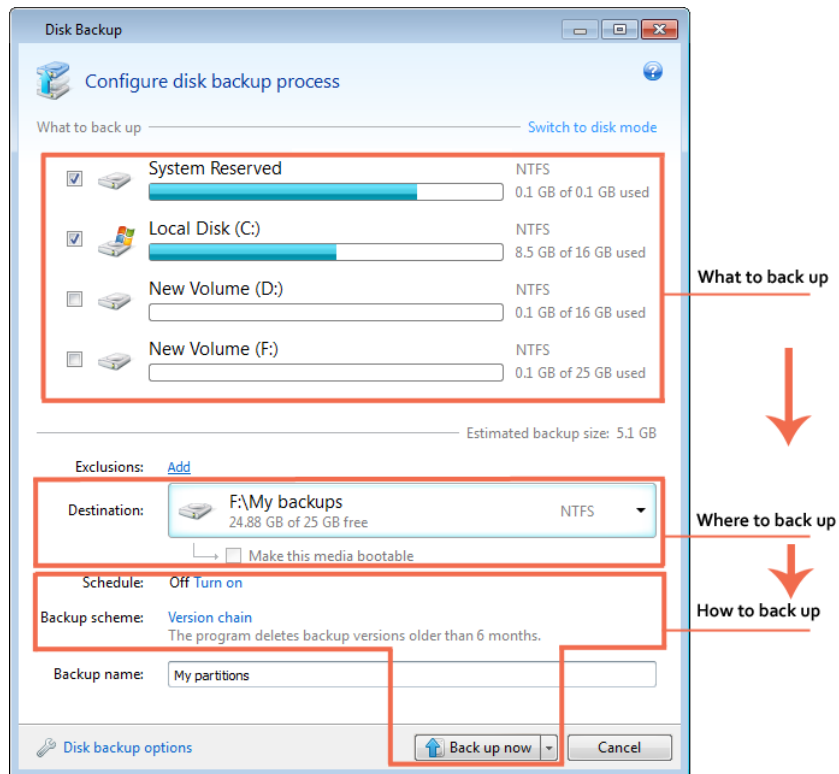 Disk Backup
Configure disk backup process
What to back up
Switch to disk mode
System Reserved
NTFS
0.1 GB of 0.1 GB used
Local Disk (C:)
NTFS
8.5 GB of 16 GB used
New Volume (D:)
NTFS
0.1 GB of 16 GB used
New Volume (F:)
NTFS
0.1 GB of 25 GB used
What to back up
Estimated backup size: 5.1 GB
Exclusions: Add
Destination: F:\My backups NTFS
24.88 GB of 25 GB free
Make this media bootable
Where to back up
Schedule: Off Turn on
Backup scheme: Version chain
The program deletes backup versions older than 6 months.
How to back up
Backup name: My partitions
Disk backup options
Back up now
Cancel